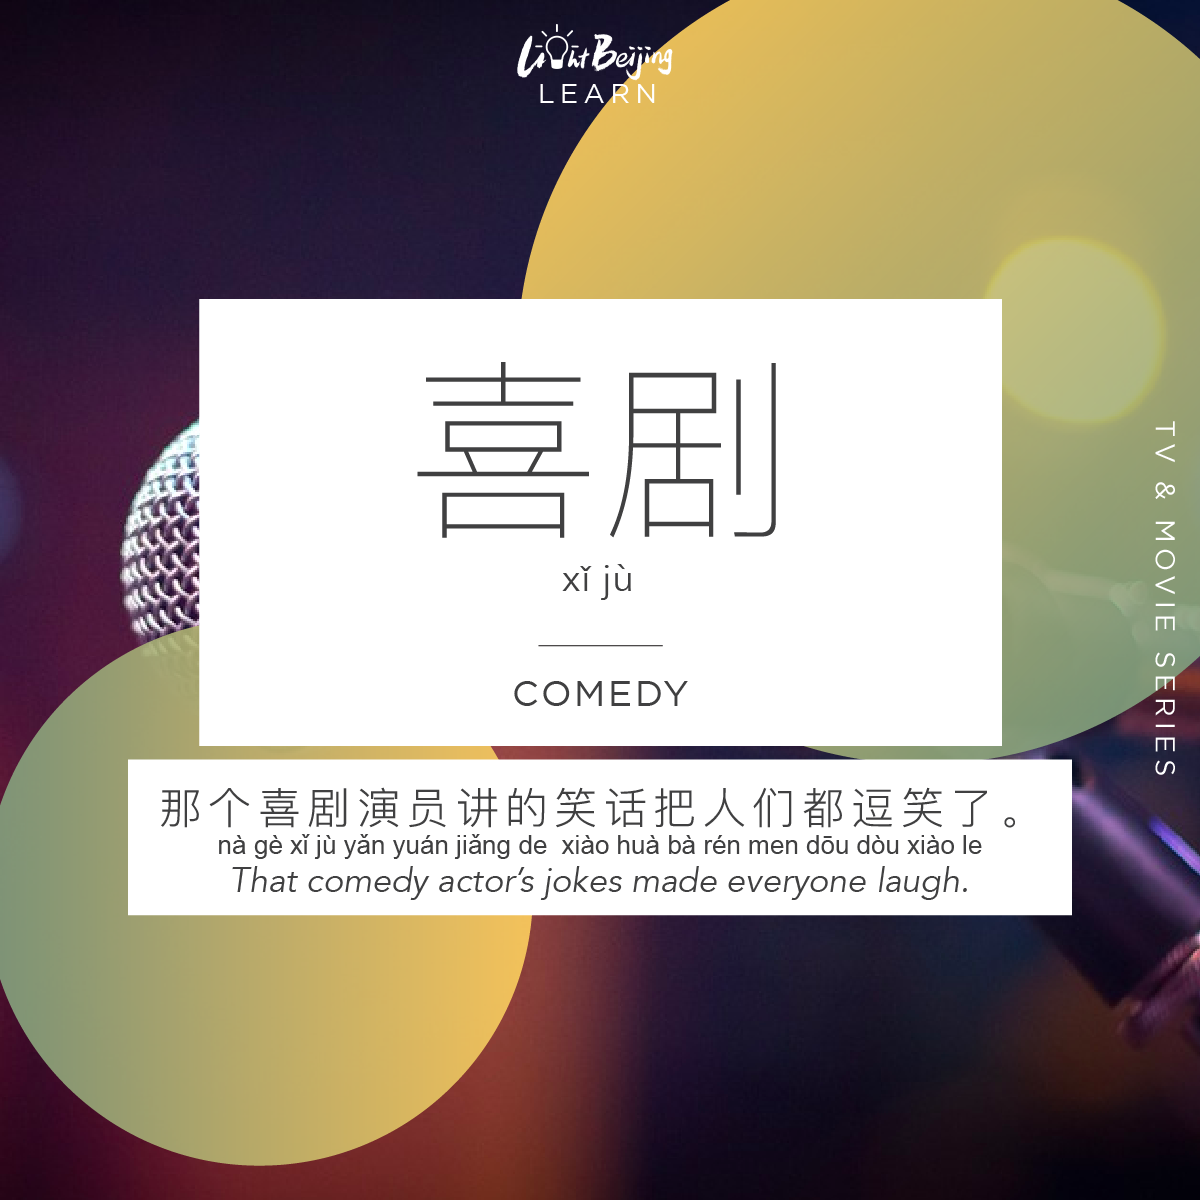 Light Beijing
LEARN
喜剧
xǐ jù
COMEDY
那个喜剧演员讲的笑话把人们都逗笑了。
nà gè xǐ jù yǎn yuán jiǎng de xiào huà bà rén men dōu dòu xiào le
That comedy actor's jokes made everyone laugh.
TV & MOVIE SERIES